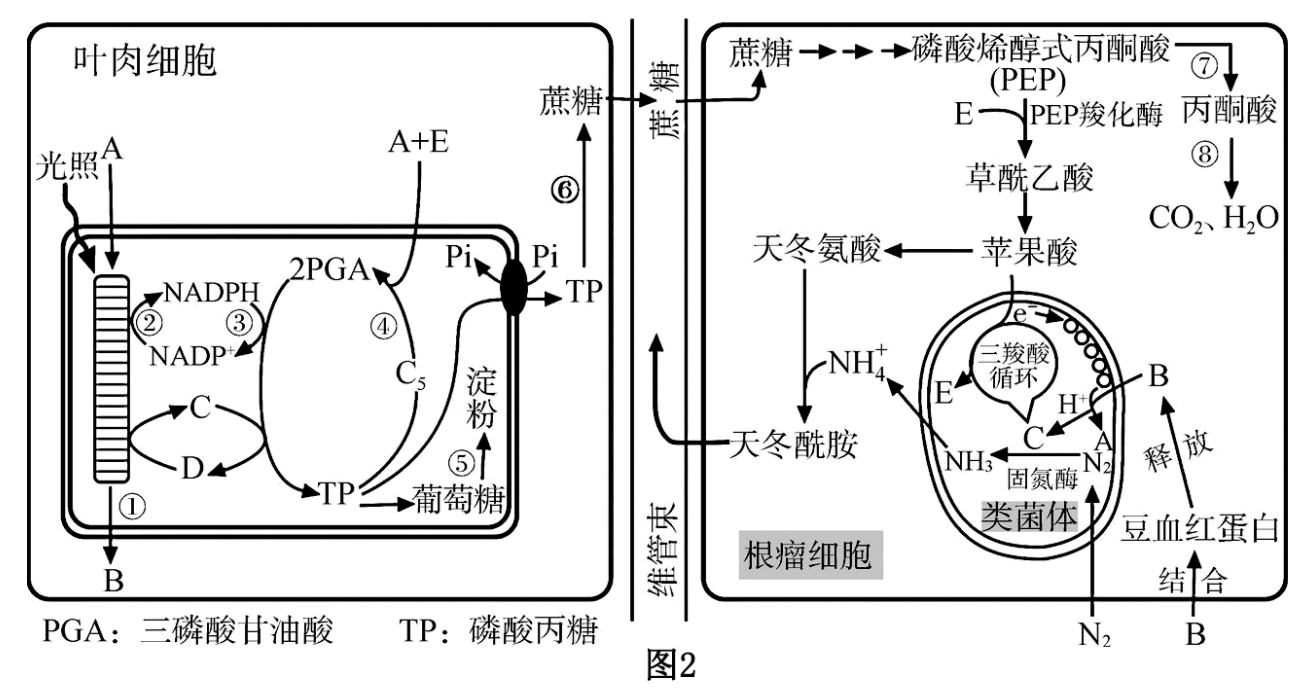 叶肉细胞
光照
A
A+E
蔗糖
⑥
2PGA
Pi
Pi
TP
NADPH
②
③
NADP⁺
④
C₅
淀粉
C
D
⑤
TP
葡萄糖
①
B
PGA：三磷酸甘油酸
TP：磷酸丙糖
蔗糖
维管束
蔗糖
磷酸烯醇式丙酮酸
(PEP)
⑦
E
PEP羧化酶
丙酮酸
⑧
草酰乙酸
CO₂、H₂O
天冬氨酸
苹果酸
e⁻
三羧酸
循环
NH₄⁺
E
H⁺
B
C
A
天冬酰胺
NH₃
N₂
固氮酶
释放
类菌体
豆血红蛋白
根瘤细胞
结合
N₂
B
图2